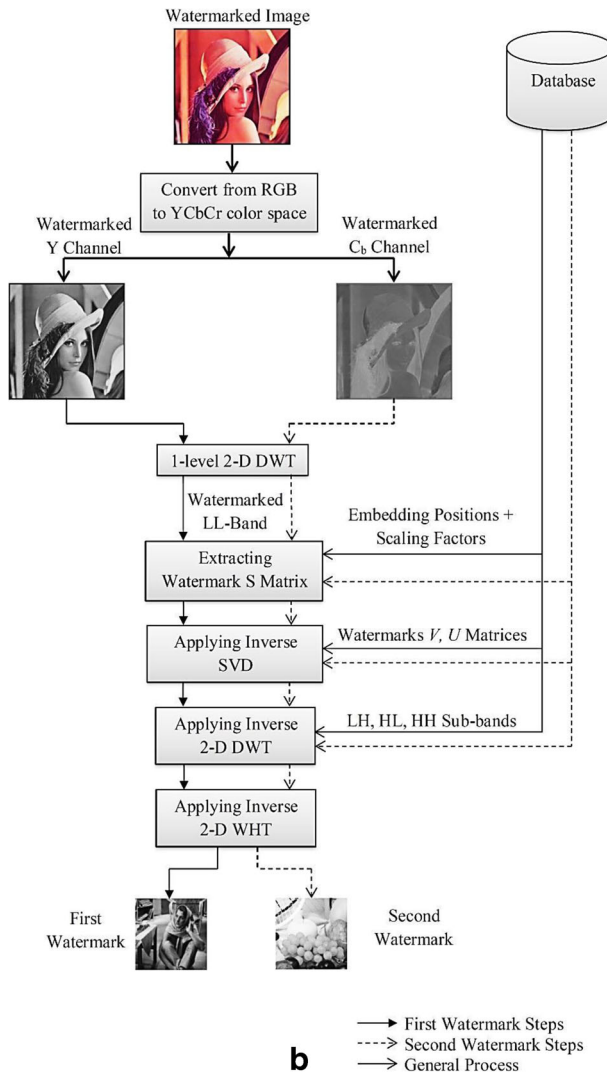 Watermarked Image
Database
Convert from RGB
to YCbCr color space
Watermarked
Y Channel
Watermarked
Cb Channel
1-level 2-D DWT
Watermarked
LL-Band
Embedding Positions +
Scaling Factors
Extracting
Watermark S Matrix
Watermarks V, U Matrices
Applying Inverse
SVD
LH, HL, HH Sub-bands
Applying Inverse
2-D DWT
Applying Inverse
2-D WHT
First
Watermark
Second
Watermark
First Watermark Steps
Second Watermark Steps
General Process
b